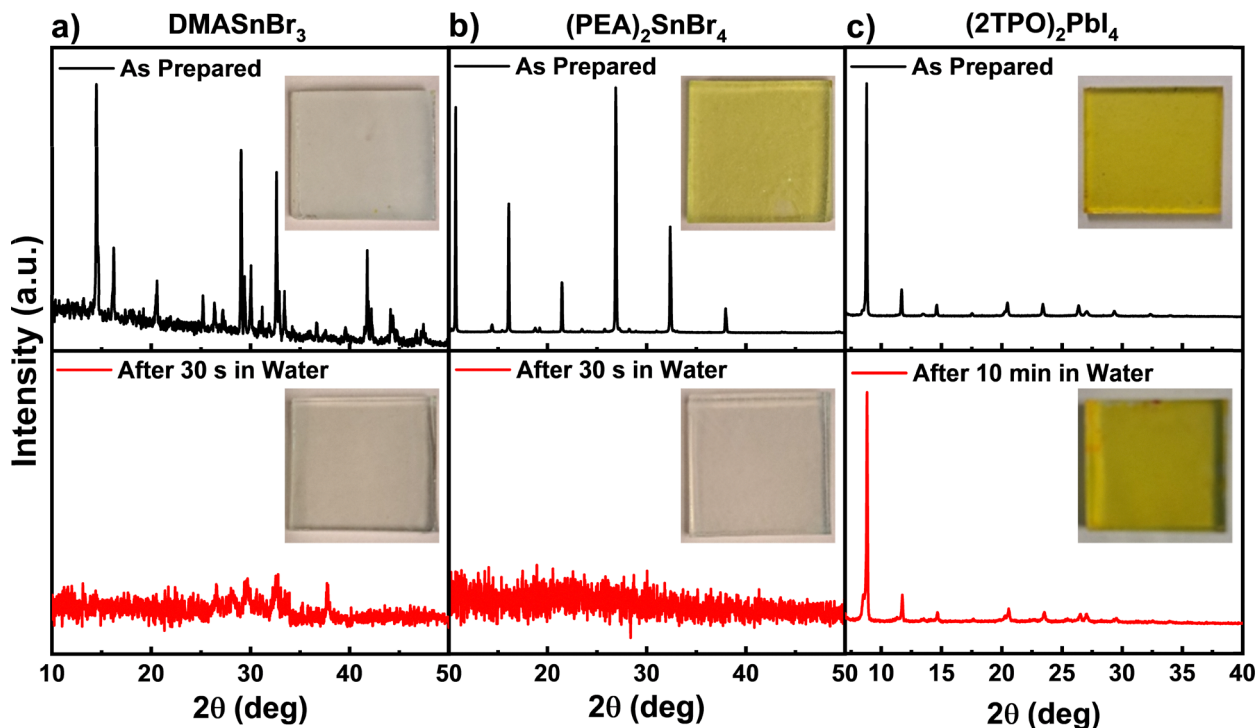 a) DMASnBr₃
b) (PEA)₂SnBr₄
c) (2TPO)₂PbI₄
As Prepared
As Prepared
As Prepared
After 30 s in Water
After 30 s in Water
After 10 min in Water
Intensity (a.u.)
10 20 30 40 50
10 20 30 40 50
10 15 20 25 30 35 40
2θ (deg)
2θ (deg)
2θ (deg)